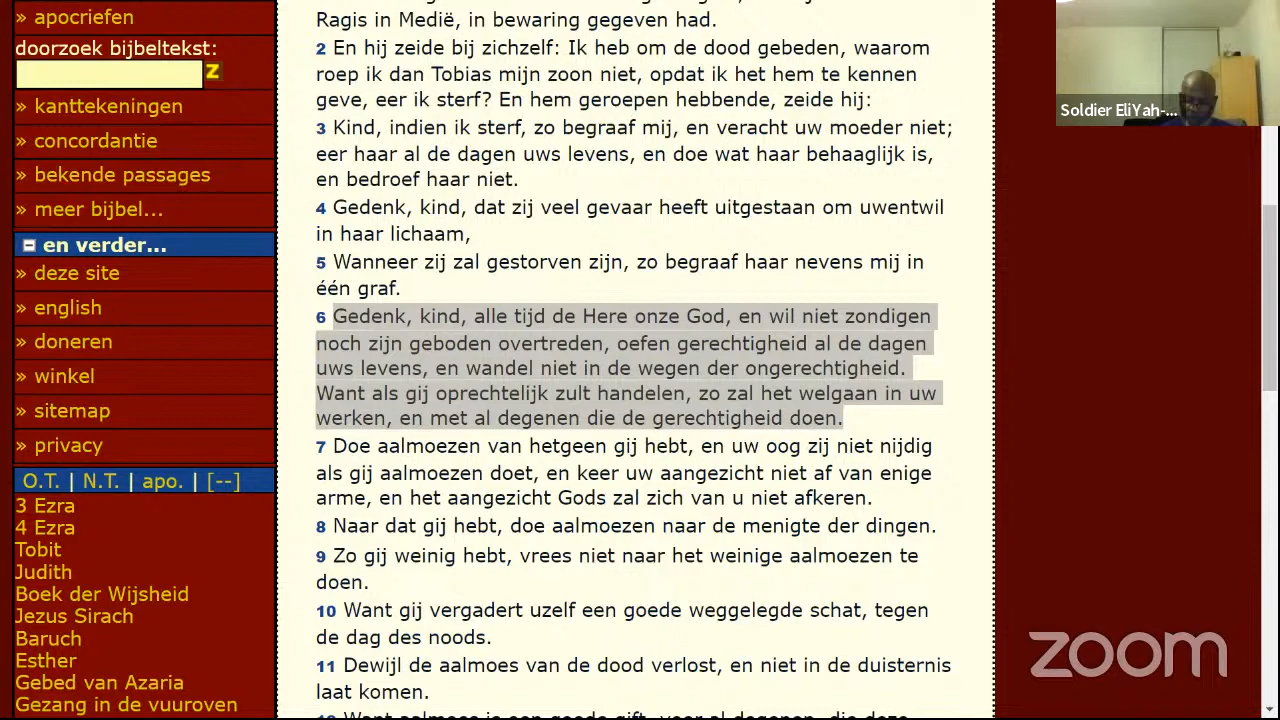 » apocriefen
doorzoek bijbeltekst:
z
» kanttekeningen
» concordantie
» bekende passages
» meer bijbel...
en verder...
» deze site
» english
» doneren
» winkel
» sitemap
» privacy
O.T. | N.T. | apo. | [--]
3 Ezra
4 Ezra
Tobit
Judith
Boek der Wijsheid
Jezus Sirach
Baruch
Esther
Gebed van Azaria
Gezang in de vuuroven
Ragis in Medië, in bewaring gegeven had.
2 En hij zeide bij zichzelf: Ik heb om de dood gebeden, waarom
roep ik dan Tobias mijn zoon niet, opdat ik het hem te kennen
geve, eer ik sterf? En hem geroepen hebbende, zeide hij:
3 Kind, indien ik sterf, zo begraaf mij, en veracht uw moeder niet;
eer haar al de dagen uws levens, en doe wat haar behaaglijk is,
en bedroef haar niet.
4 Gedenk, kind, dat zij veel gevaar heeft uitgestaan om uwentwil
in haar lichaam,
5 Wanneer zij zal gestorven zijn, zo begraaf haar nevens mij in
één graf.
6 Gedenk, kind, alle tijd de Here onze God, en wil niet zondigen
noch zijn geboden overtreden, oefen gerechtigheid al de dagen
uws levens, en wandel niet in de wegen der ongerechtigheid.
Want als gij oprechtelijk zult handelen, zo zal het welgaan in uw
werken, en met al degenen die de gerechtigheid doen.
7 Doe aalmoezen van hetgeen gij hebt, en uw oog zij niet nijdig
als gij aalmoezen doet, en keer uw aangezicht niet af van enige
arme, en het aangezicht Gods zal zich van u niet afkeren.
8 Naar dat gij hebt, doe aalmoezen naar de menigte der dingen.
9 Zo gij weinig hebt, vrees niet naar het weinige aalmoezen te
doen.
10 Want gij vergadert uzelf een goede weggelegde schat, tegen
de dag des noods.
11 Dewijl de aalmoes van de dood verlost, en niet in de duisternis
laat komen.
Soldier EliYah-...
zoom